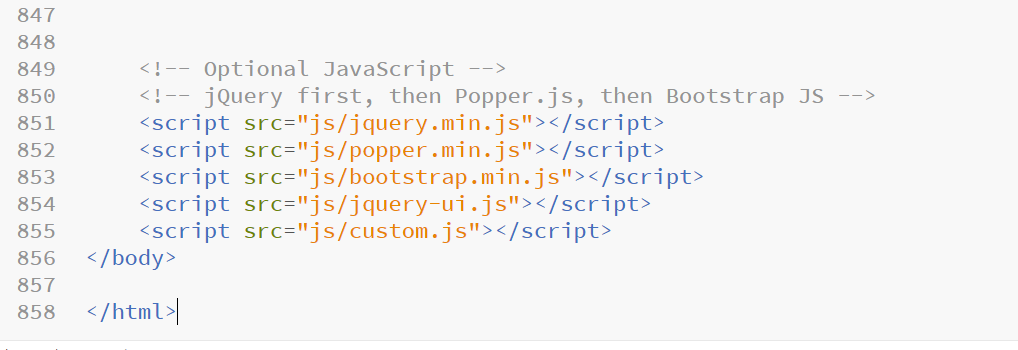 847
848
849 <!-- Optional JavaScript -->
850 <!-- jQuery first, then Popper.js, then Bootstrap JS -->
851 <script src="js/jquery.min.js"></script>
852 <script src="js/popper.min.js"></script>
853 <script src="js/bootstrap.min.js"></script>
854 <script src="js/jquery-ui.js"></script>
855 <script src="js/custom.js"></script>
856 </body>
857
858 </html>